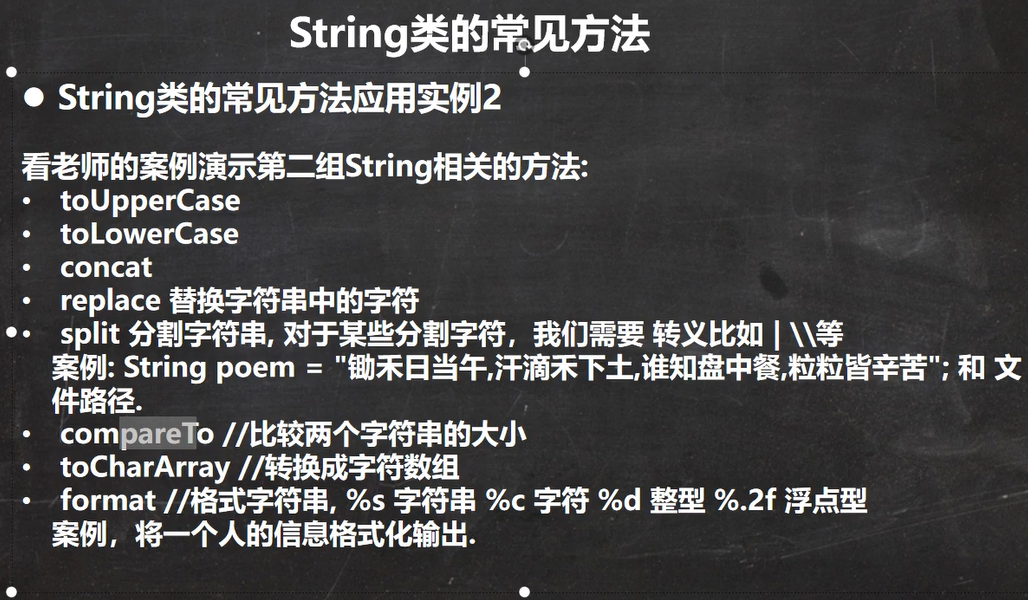 String类的常见方法
● String类的常见方法应用实例2
看老师的案例演示第二组String相关的方法:
• toUpperCase
• toLowerCase
• concat
• replace 替换字符串中的字符
• split 分割字符串, 对于某些分割字符，我们需要 转义比如 | \\等
案例: String poem = "锄禾日当午,汗滴禾下土,谁知盘中餐,粒粒皆辛苦"; 和 文
件路径.
• compareTo //比较两个字符串的大小
• toCharArray //转换成字符数组
• format //格式字符串, %s 字符串 %c 字符 %d 整型 %.2f 浮点型
案例，将一个人的信息格式化输出.